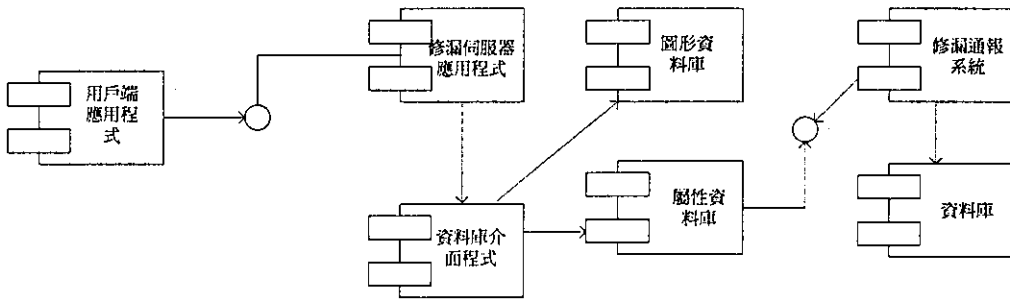 用戶端
應用程
式
修漏伺服器
應用程式
圖形資
料庫
修漏通報
系統
資料庫介
面程式
屬性資
料庫
資料庫